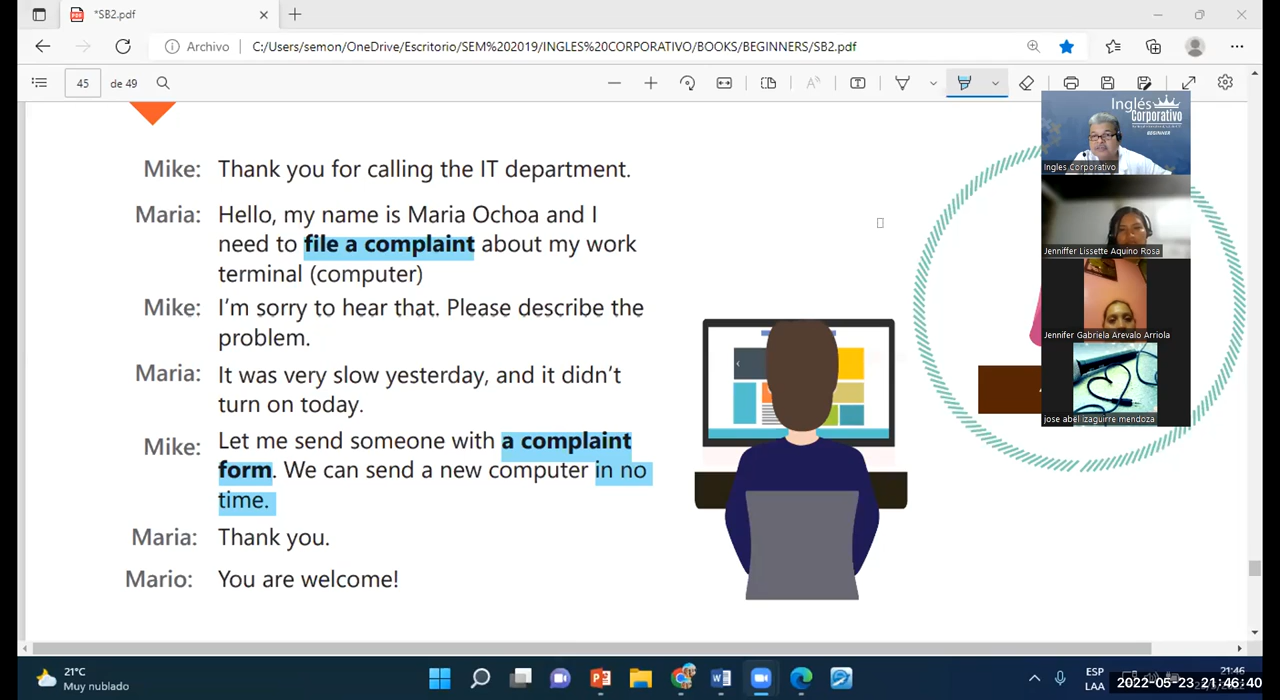 *SB2.pdf
Archivo
C:/Users/semon/OneDrive/Escritorio/SEM%202019/INGLES%20CORPORATIVO/BOOKS/BEGINNERS/SB2.pdf
45 de 49
Mike: Thank you for calling the IT department.
Maria: Hello, my name is Maria Ochoa and I
need to file a complaint about my work
terminal (computer)
Mike: I'm sorry to hear that. Please describe the
problem.
Maria: It was very slow yesterday, and it didn't
turn on today.
Mike: Let me send someone with a complaint
form. We can send a new computer in no
time.
Maria: Thank you.
Mario: You are welcome!
Inglés
Corporativo
BEGINNER
Ingles Corporativo
Jenniffer Lissette Aquino Rosa
Jennifer Gabriela Arevalo Arriola
jose abel izaguirre mendoza
21°C
Muy nublado
ESP
LAA
21:46
2022-05-23 21:46:40